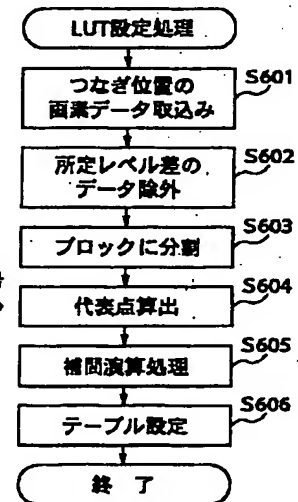 LUT設定処理
S601
つなぎ位置の
画素データ取込み
S602
所定レベル差の
データ除外
S603
ブロックに分割
S604
代表点算出
S605
補間演算処理
S606
テーブル設定
終 了